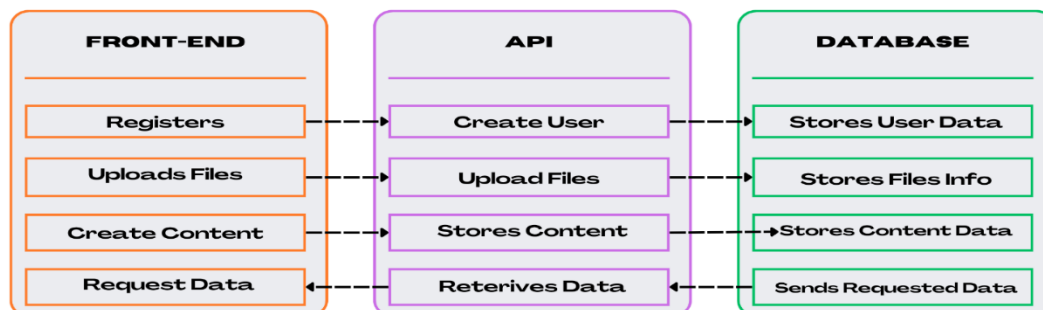 FRONT-END
API
DATABASE
Registers
Create User
Stores User Data
Uploads Files
Upload Files
Stores Files Info
Create Content
Stores Content
Stores Content Data
Request Data
Reterives Data
Sends Requested Data